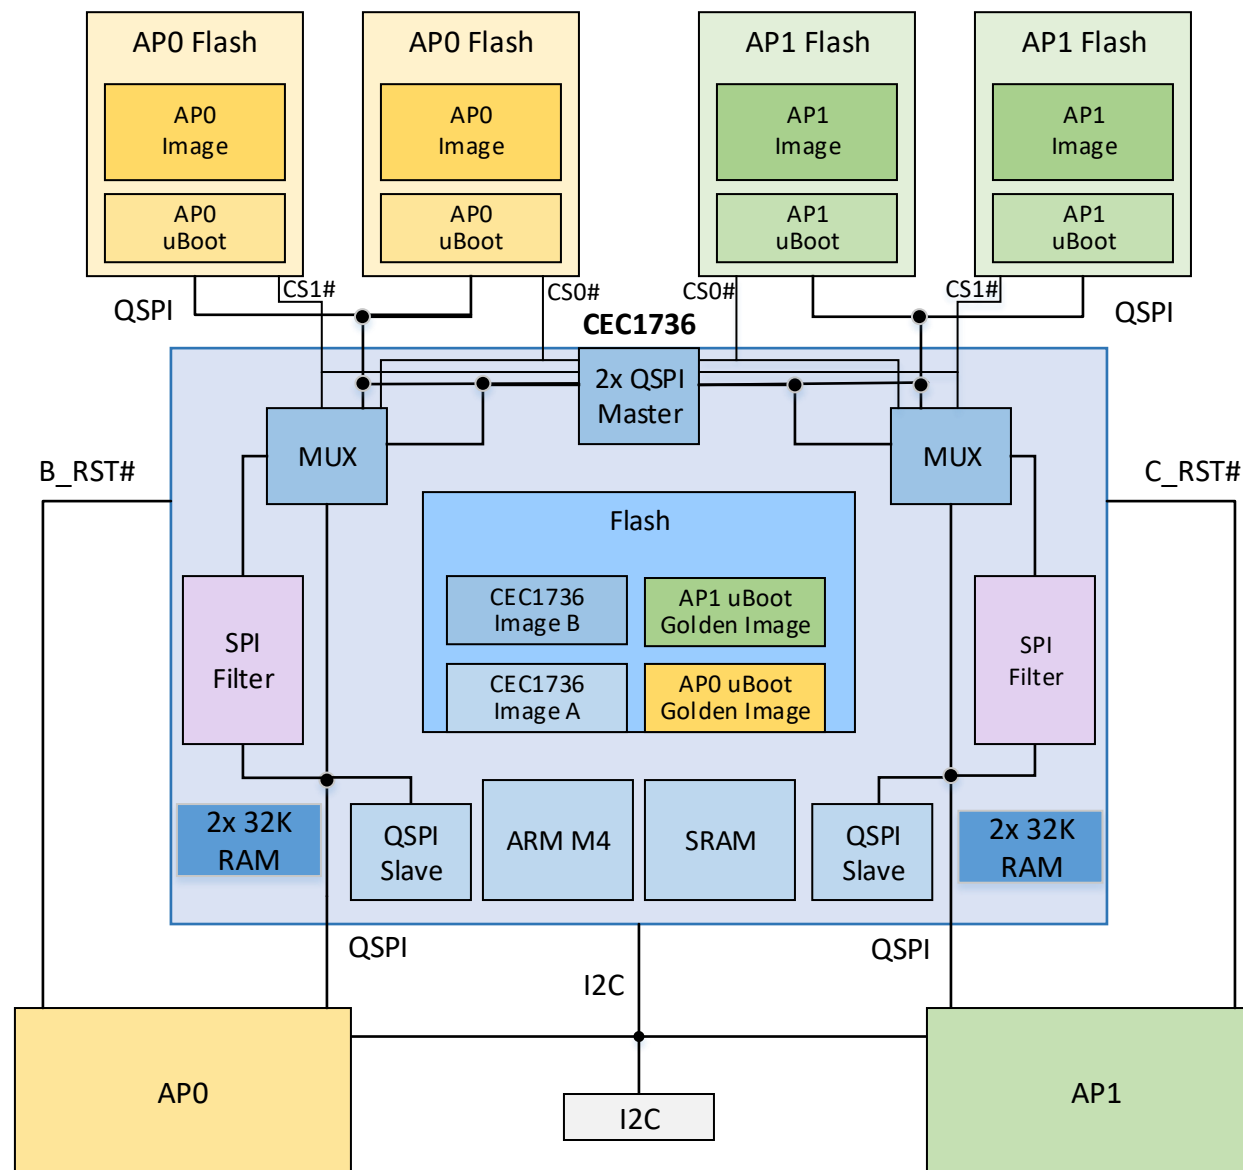 AP0 Flash
AP0 Flash
AP1 Flash
AP1 Flash
AP0
Image
AP0
Image
AP1
Image
AP1
Image
AP0
uBoot
AP0
uBoot
AP1
uBoot
AP1
uBoot
CS1#
CS0#
CS0#
CS1#
QSPI
QSPI
CEC1736
2x QSPI
Master
MUX
MUX
B_RST#
C_RST#
Flash
CEC1736
Image B
AP1 uBoot
Golden Image
SPI
Filter
SPI
Filter
CEC1736
Image A
AP0 uBoot
Golden Image
2x 32K
RAM
QSPI
Slave
ARM M4
SRAM
QSPI
Slave
2x 32K
RAM
QSPI
QSPI
I2C
AP0
I2C
AP1